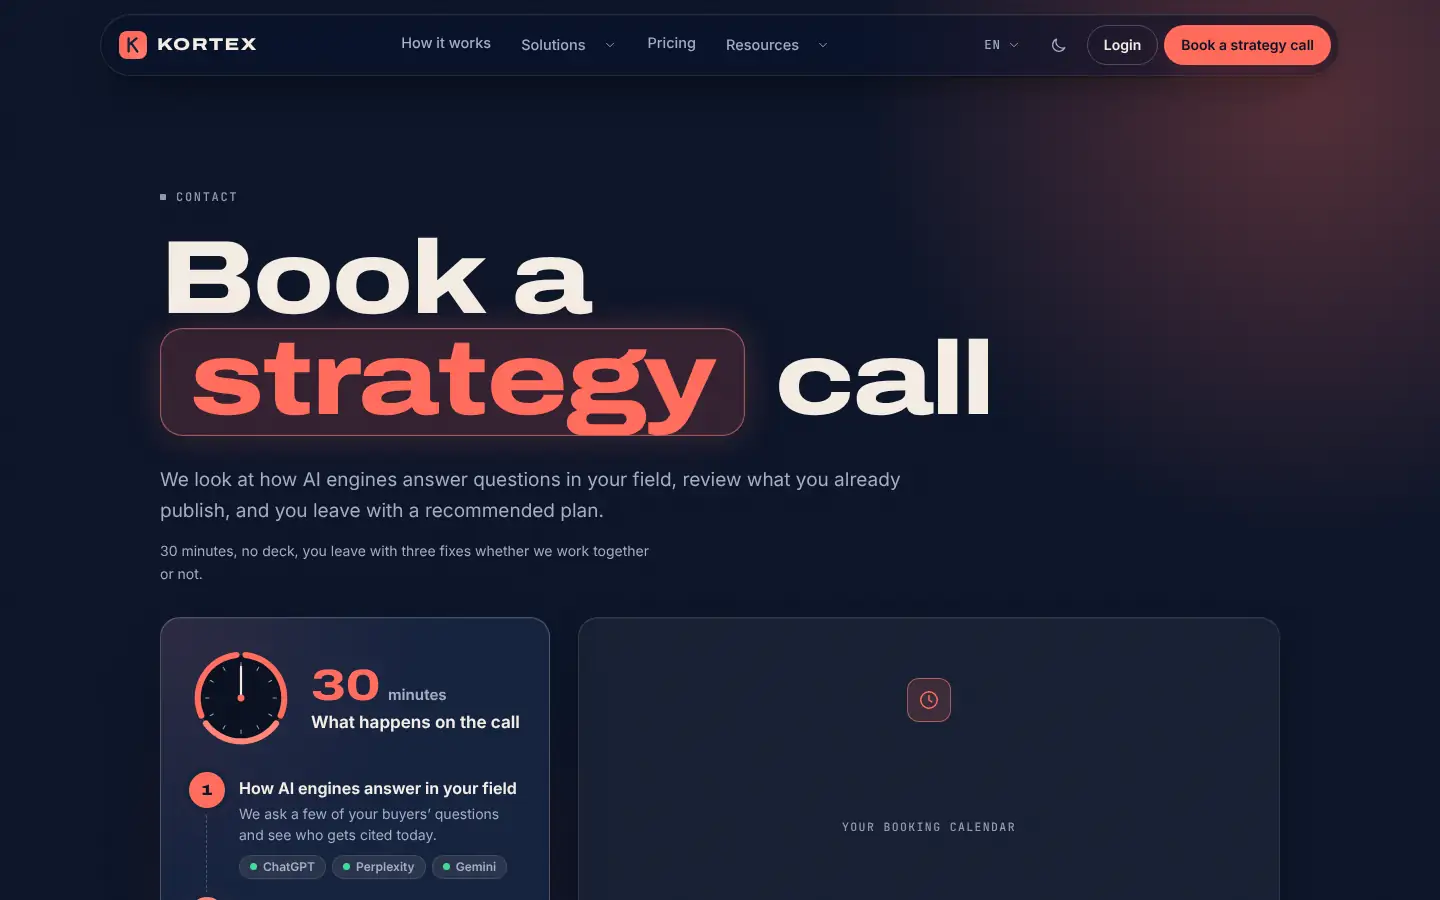 K KORTEX
How it works
Solutions
Pricing
Resources
EN
Login
Book a strategy call
CONTACT
Book a
strategy call
We look at how AI engines answer questions in your field, review what you already
publish, and you leave with a recommended plan.
30 minutes, no deck, you leave with three fixes whether we work together
or not.
30 minutes
What happens on the call
1
How AI engines answer in your field
We ask a few of your buyers’ questions
and see who gets cited today.
ChatGPT
Perplexity
Gemini
YOUR BOOKING CALENDAR